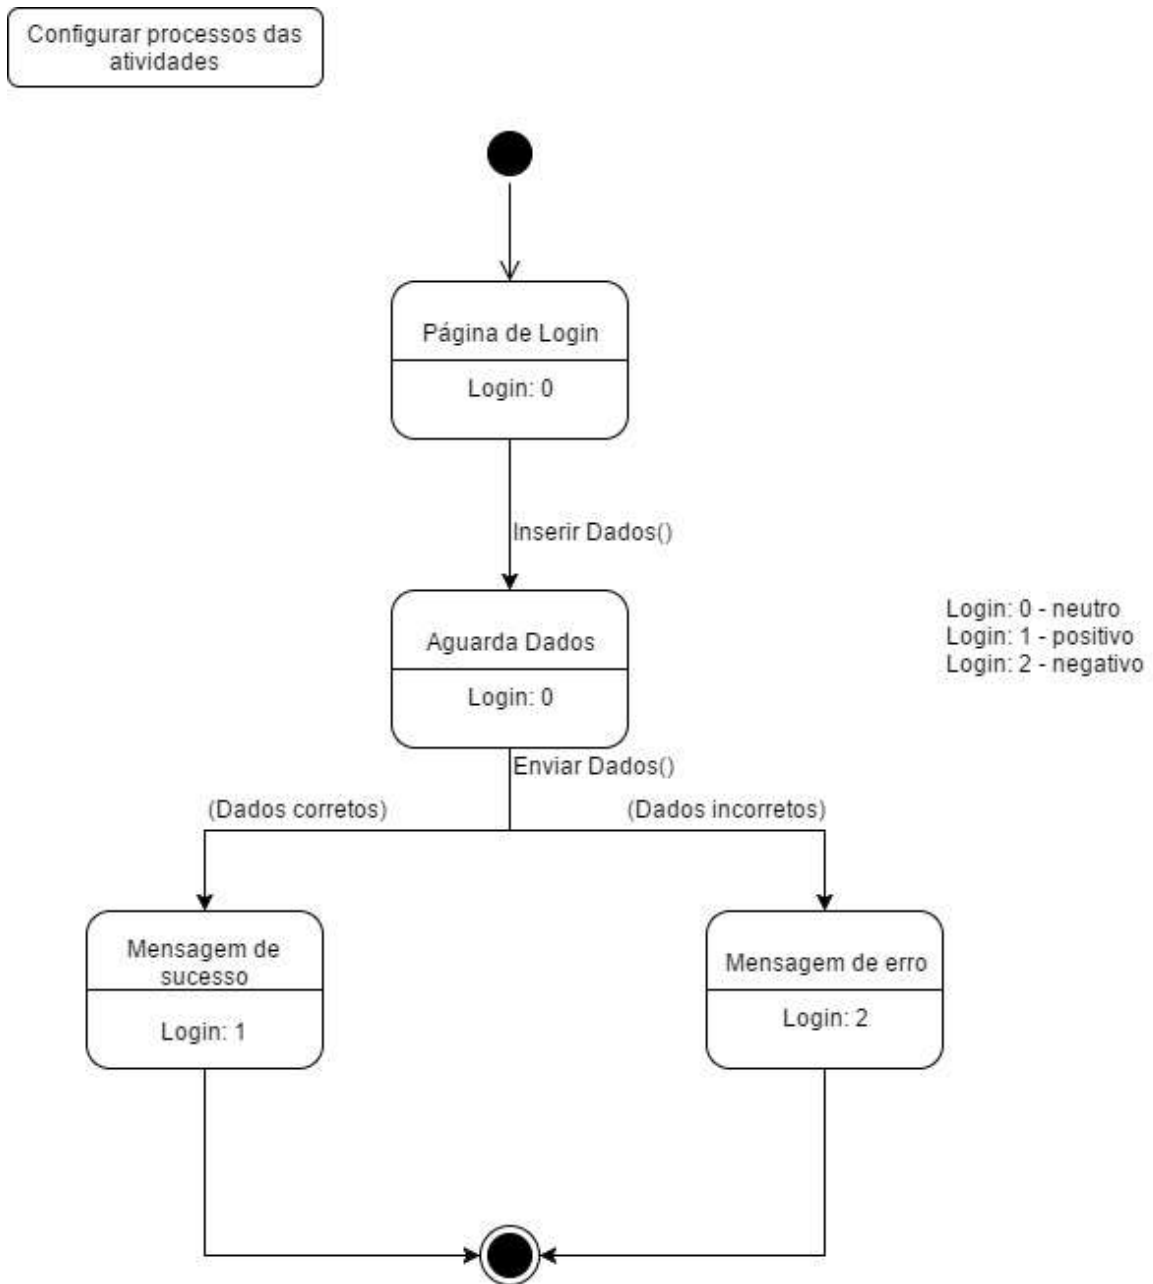 Configurar processos das
atividades
Página de Login
Login: 0
Inserir Dados()
Aguarda Dados
Login: 0
Login: 0 - neutro
Login: 1 - positivo
Login: 2 - negativo
Enviar Dados()
(Dados corretos)
(Dados incorretos)
Mensagem de
sucesso
Login: 1
Mensagem de erro
Login: 2